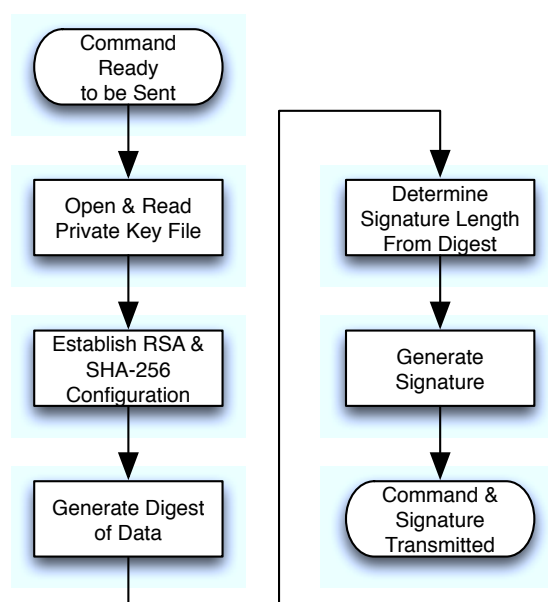 Command
Ready
to be Sent
Open & Read
Private Key File
Establish RSA &
SHA-256
Configuration
Generate Digest
of Data
Determine
Signature Length
From Digest
Generate
Signature
Command &
Signature
Transmitted